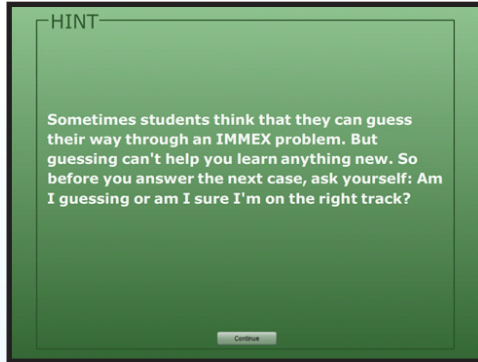 HINT
Sometimes students think that they can guess
their way through an IMMEX problem. But
guessing can't help you learn anything new. So
before you answer the next case, ask yourself: Am
I guessing or am I sure I'm on the right track?
Continue